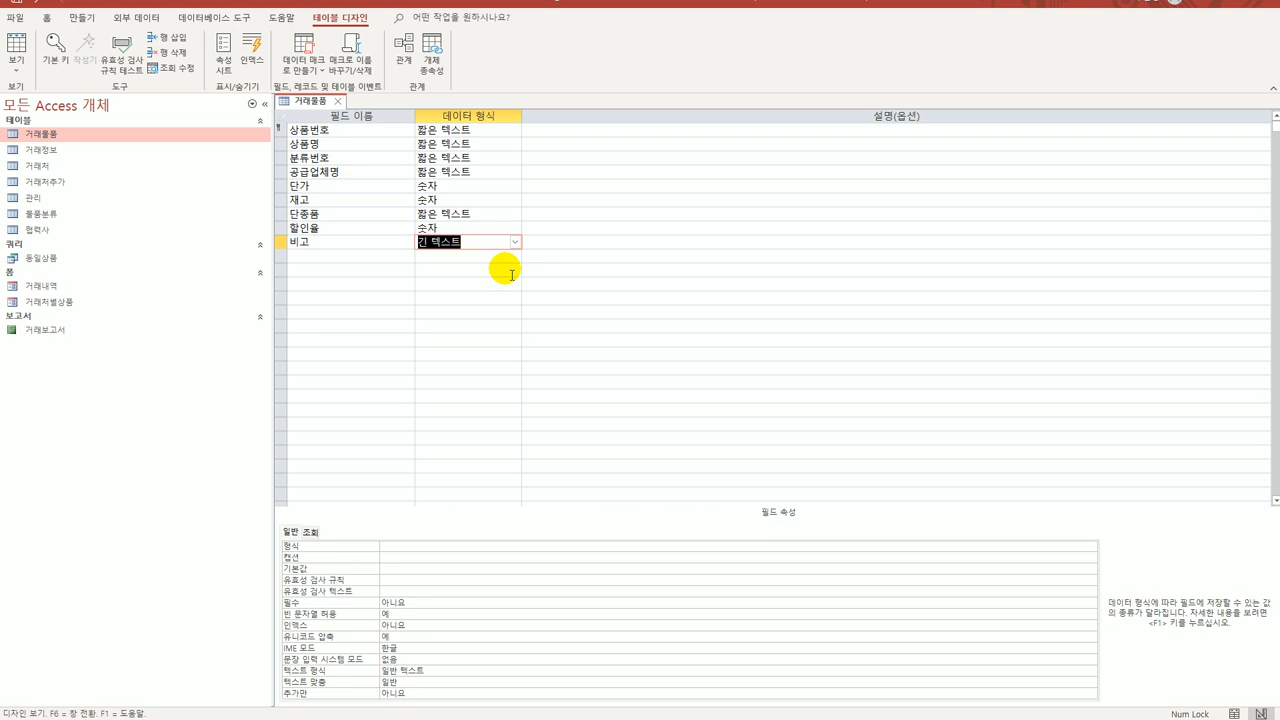 파일 홈 만들기 외부 데이터 데이터베이스 도구 도움말 테이블 디자인 어떤 작업을 원하시나요?
보기
기본 키
작성기
유효성 검사
규칙 테스트
행 삽입
행 삭제
조회 수정
속성
시트
인덱스
데이터 매크
로 만들기
매크로 이름
바꾸기/삭제
관계
개체
종속성
보기 도구 표시/숨기기 필드, 레코드 및 테이블 이벤트 관계
모든 Access 개체
테이블
거래물품
거래정보
거래처
거래처추가
관리
물품분류
협력사
쿼리
동일상품
폼
거래내역
거래처별상품
보고서
거래보고서
거래물품
필드 이름 데이터 형식 설명(옵션)
상품번호 짧은 텍스트
상품명 짧은 텍스트
분류번호 짧은 텍스트
공급업체명 짧은 텍스트
단가 숫자
재고 숫자
단종품 짧은 텍스트
할인율 숫자
비고 긴 텍스트
필드 속성
일반 조회
형식
캡션
기본값
유효성 검사 규칙
유효성 검사 텍스트
필수 아니요
빈 문자열 허용 예
인덱스 아니요
유니코드 압축 예
IME 모드 한글
문장 입력 시스템 모드 없음
텍스트 형식 일반 텍스트
텍스트 맞춤 일반
추가만 아니요
데이터 형식에 따라 필드에 저장할 수 있는 값
의 종류가 달라집니다. 자세한 내용을 보려면
<F1> 키를 누르십시오.
디자인 보기. F6 = 창 전환. F1 = 도움말.
Num Lock